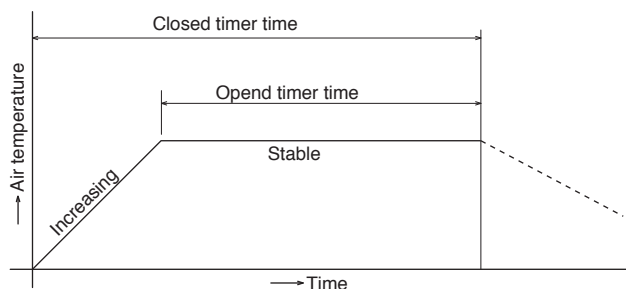 Closed timer time
Opend timer time
Air temperature
Increasing
Stable
Time